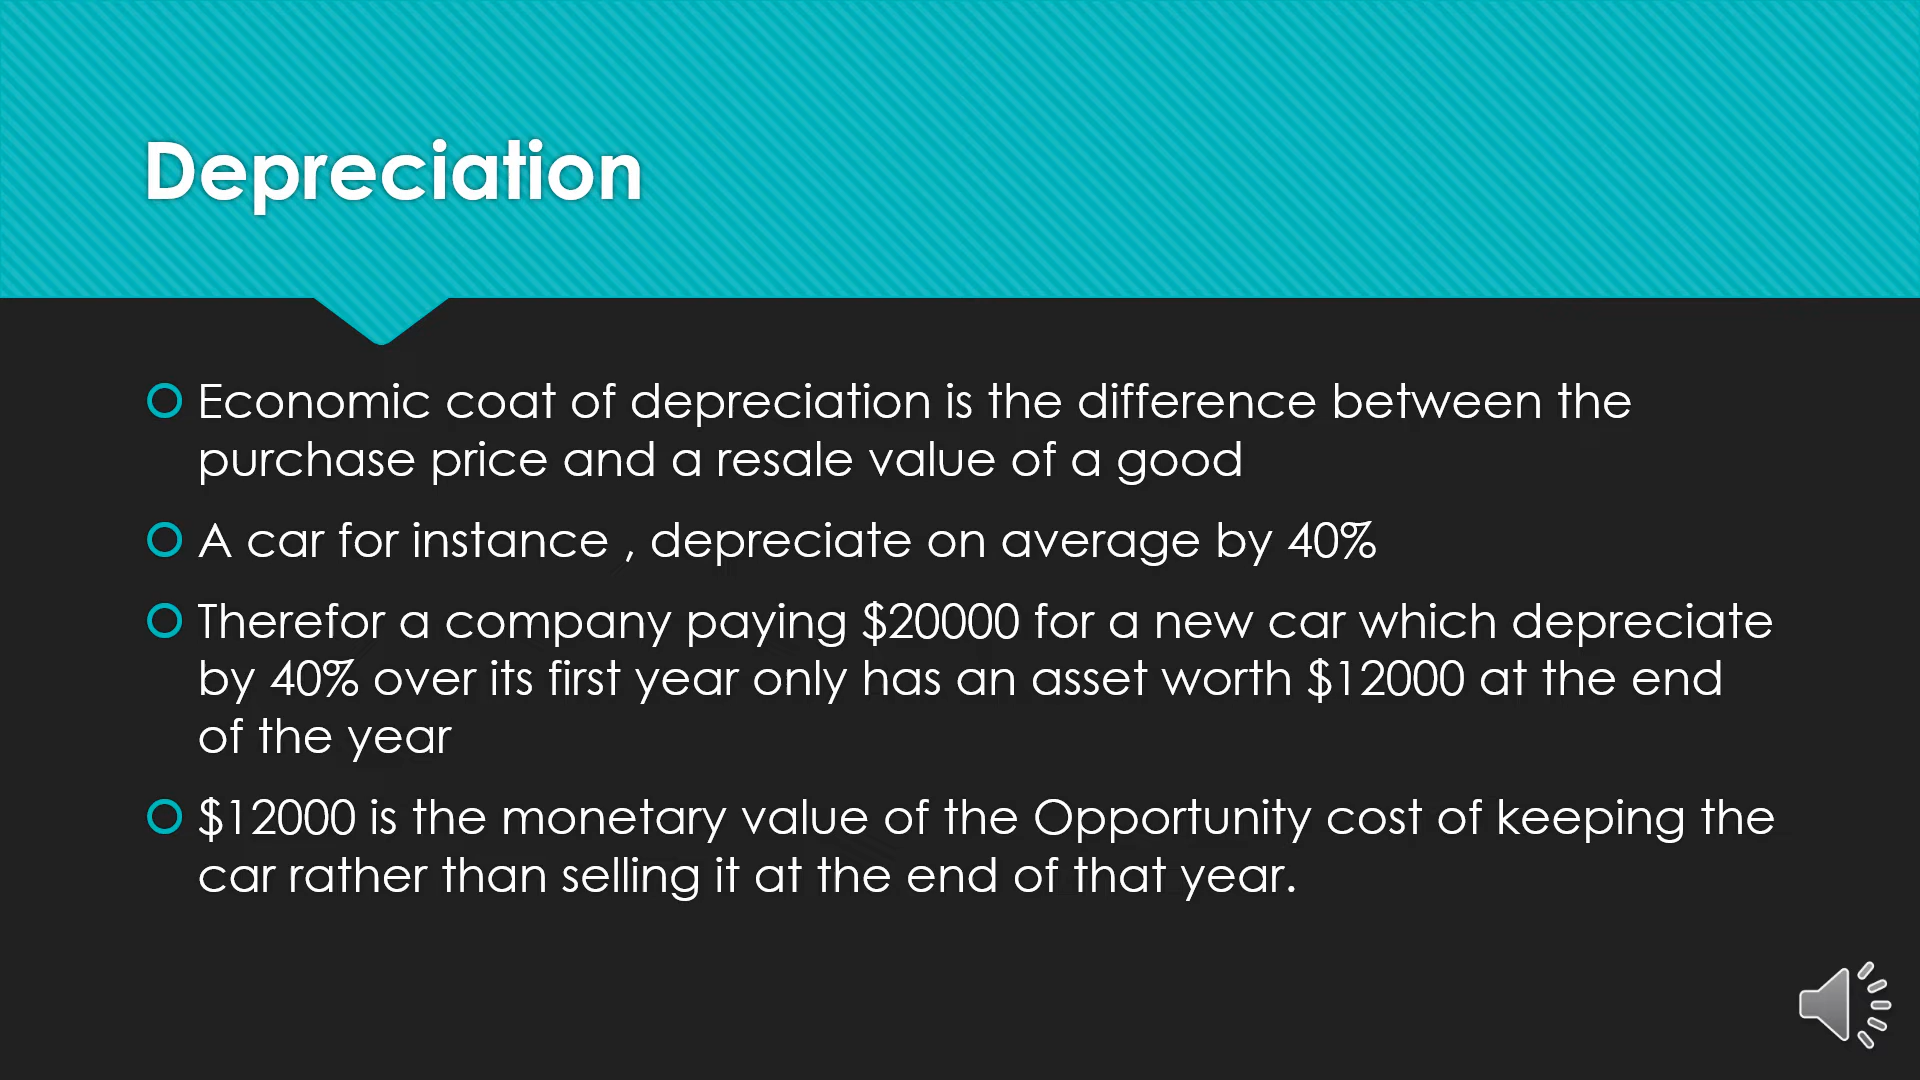 Depreciation
Economic coat of depreciation is the difference between the
purchase price and a resale value of a good
A car for instance , depreciate on average by 40%
Therefor a company paying $20000 for a new car which depreciate
by 40% over its first year only has an asset worth $12000 at the end
of the year
$12000 is the monetary value of the Opportunity cost of keeping the
car rather than selling it at the end of that year.